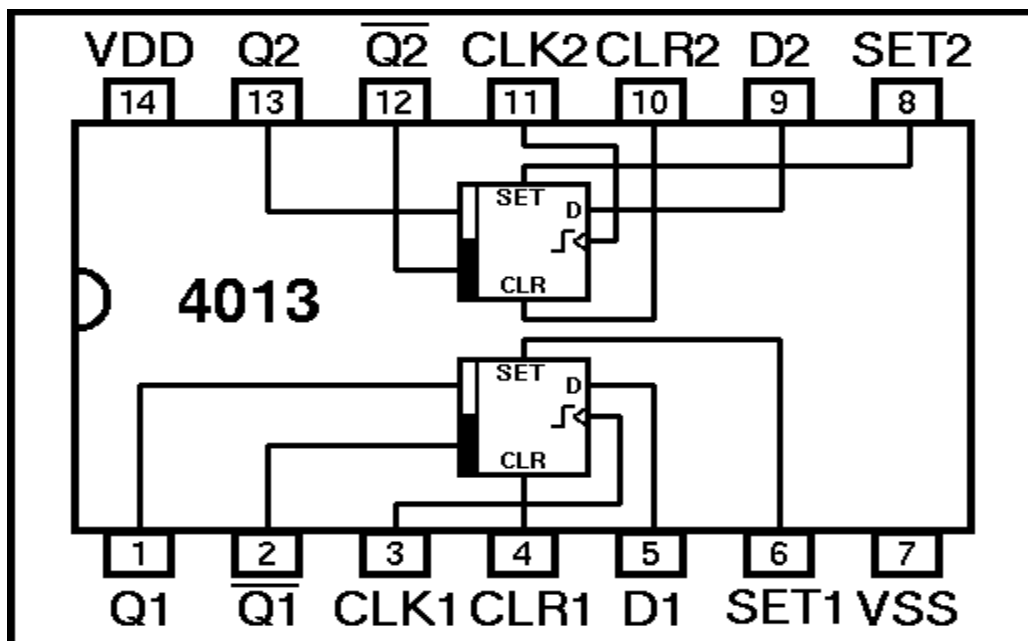 VDD Q2 Q2 CLK2 CLR2 D2 SET2
14 13 12 11 10 9 8
SET
D
CLR
4013
SET
D
CLR
1 2 3 4 5 6 7
Q1 Q1 CLK1 CLR1 D1 SET1 VSS